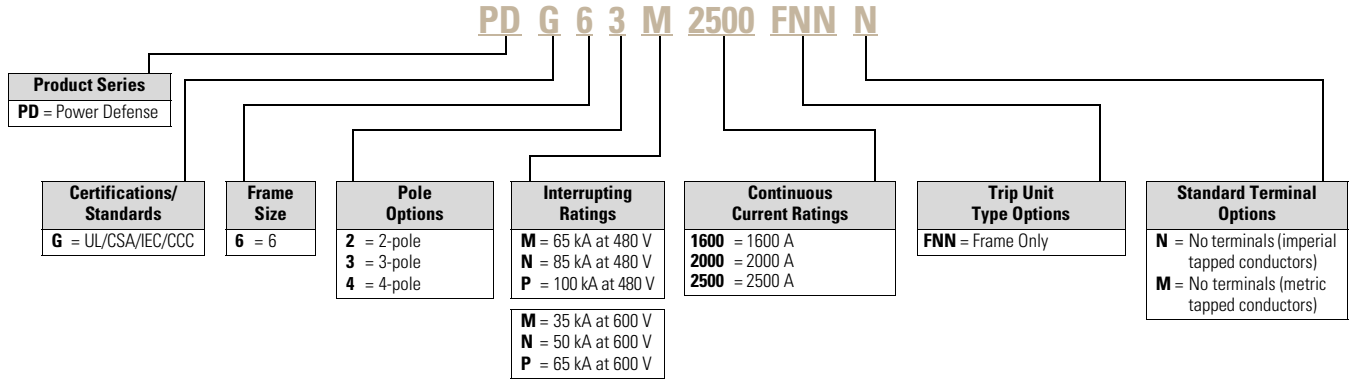 PD G 6 3 M 2500 FNN N
Product Series
PD = Power Defense
Certifications/
Standards
G = UL/CSA/IEC/CCC
Frame
Size
6 = 6
Pole
Options
2 = 2-pole
3 = 3-pole
4 = 4-pole
Interrupting
Ratings
M = 65 kA at 480 V
N = 85 kA at 480 V
P = 100 kA at 480 V
M = 35 kA at 600 V
N = 50 kA at 600 V
P = 65 kA at 600 V
Continuous
Current Ratings
1600 = 1600 A
2000 = 2000 A
2500 = 2500 A
Trip Unit
Type Options
FNN = Frame Only
Standard Terminal
Options
N = No terminals (imperial
tapped conductors)
M = No terminals (metric
tapped conductors)